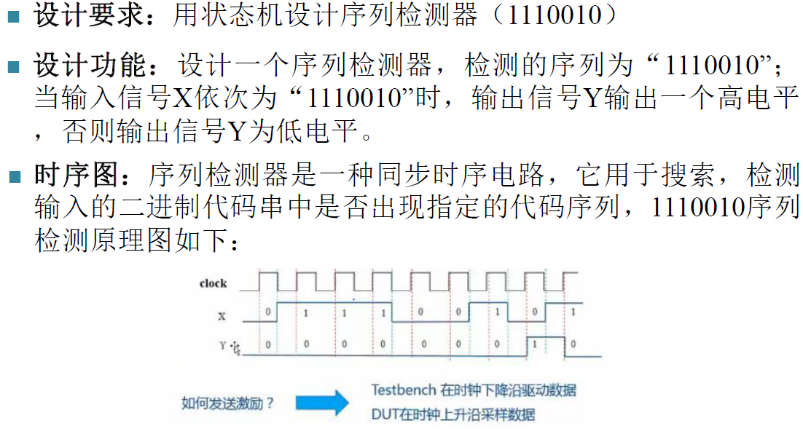 设计要求：用状态机设计序列检测器（1110010）
设计功能：设计一个序列检测器，检测的序列为“1110010”；
当输入信号X依次为“1110010”时，输出信号Y输出一个高电平
，否则输出信号Y为低电平。
时序图：序列检测器是一种同步时序电路，它用于搜索，检测
输入的二进制代码串中是否出现指定的代码序列，1110010序列
检测原理图如下：
clock
X 0 1 1 1 0 0 1 0 1
Y 0 0 0 0 0 0 0 1 0
如何发送激励？
Testbench 在时钟下降沿驱动数据
DUT在时钟上升沿采样数据